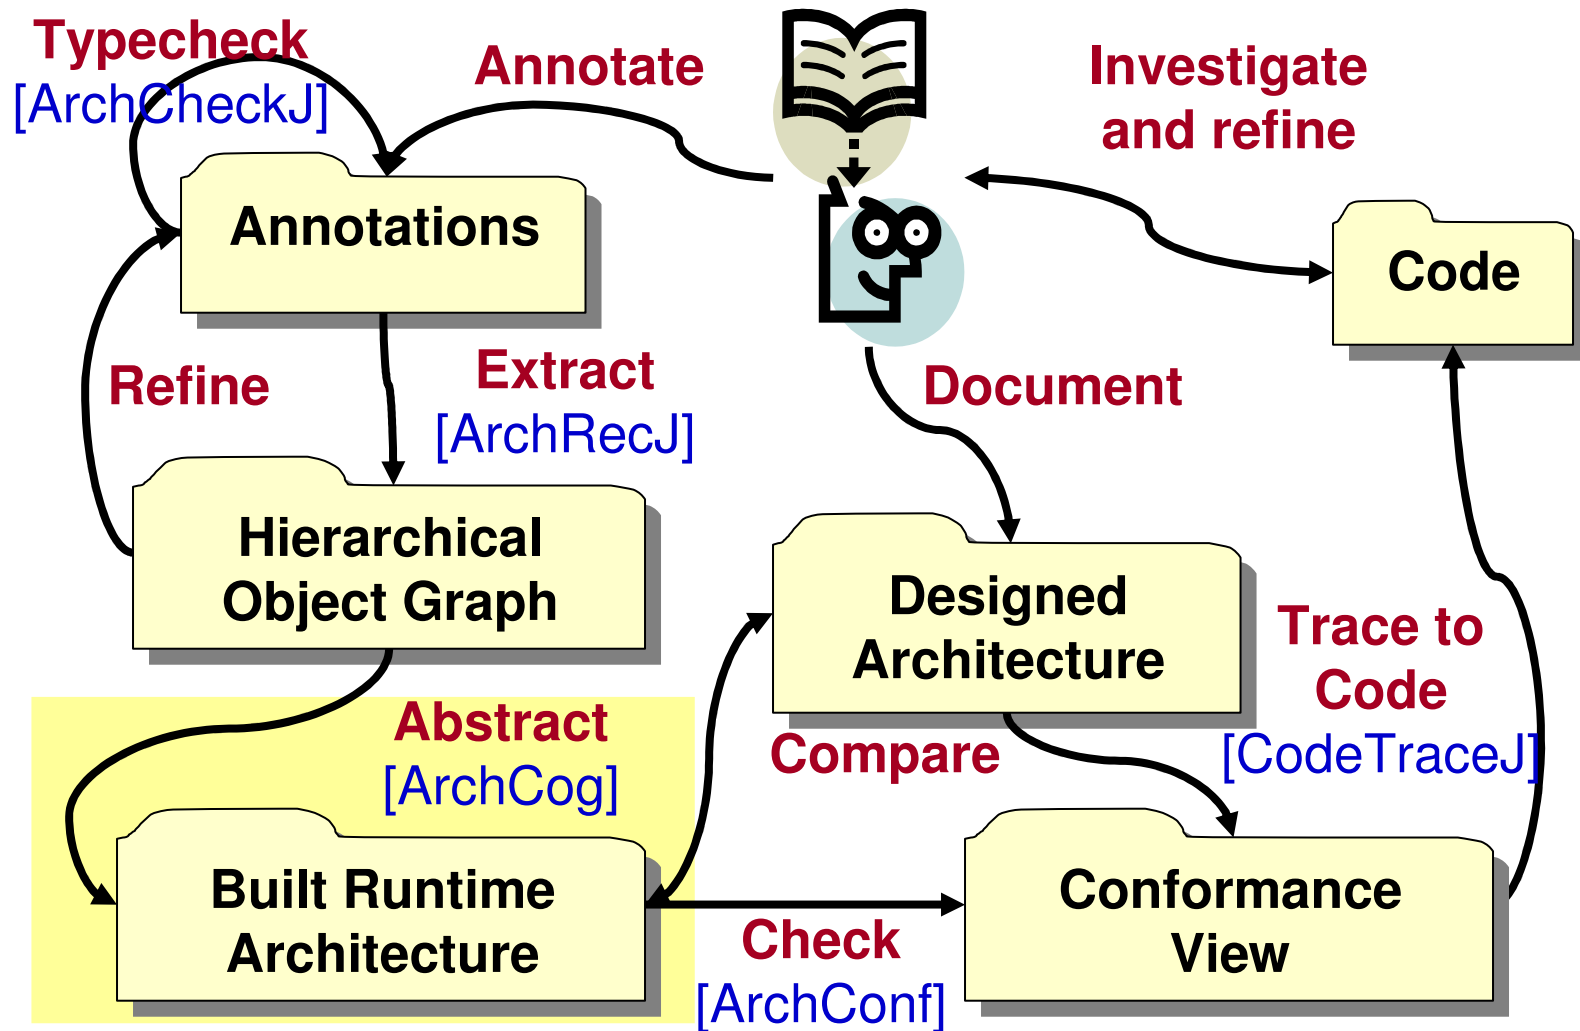 Typecheck
[ArchCheckJ]
Annotate
Investigate
and refine
Annotations
Code
Refine
Extract
[ArchRecJ]
Document
Hierarchical
Object Graph
Designed
Architecture
Trace to
Code
[CodeTraceJ]
Abstract
[ArchCog]
Compare
Built Runtime
Architecture
Check
[ArchConf]
Conformance
View